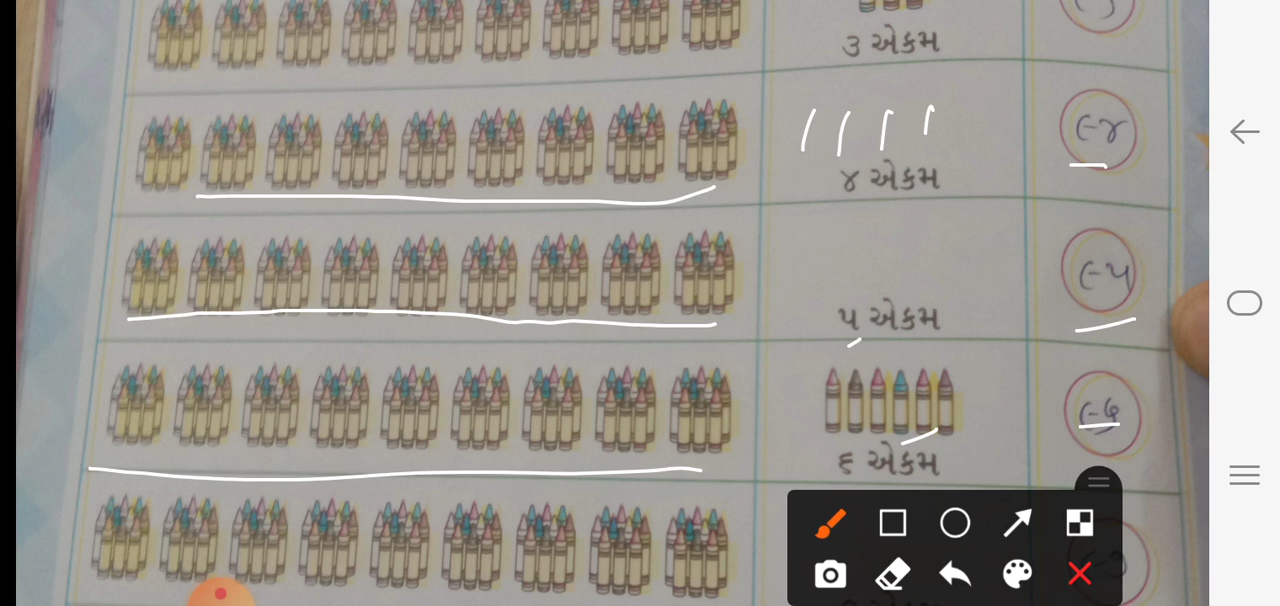 ૩ એકમ
૯૪
૪ એકમ
૯૫
૫ એકમ
૯૬
૬ એકમ